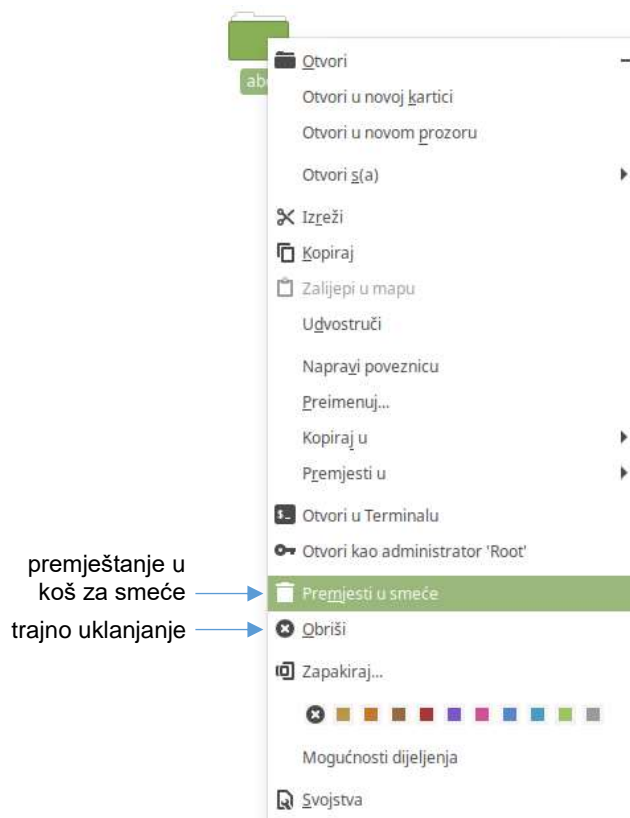 abc
Otvori
Otvori u novoj kartici
Otvori u novom prozoru
Otvori s(a)
Izreži
Kopiraj
Zalijepi u mapu
Udvostruči
Napravi poveznicu
Preimenuj...
Kopiraj u
Premjesti u
Otvori u Terminalu
Otvori kao administrator 'Root'
premještanje u
koš za smeće
Premjesti u smeće
trajno uklanjanje
Obriši
Zapakiraj...
Mogućnosti dijeljenja
Svojstva